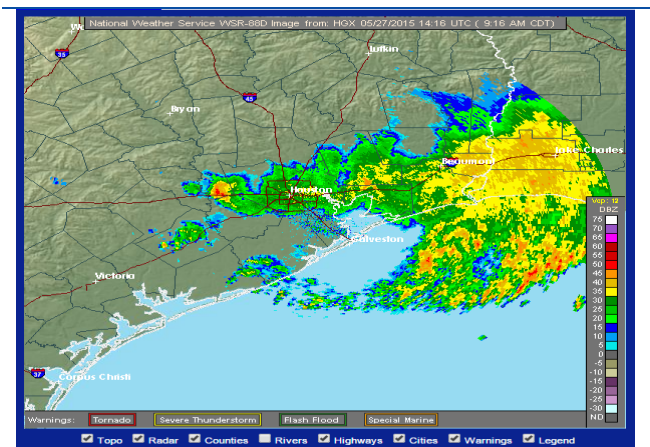 National Weather Service WSR-88D Image from: HGX 05/27/2015 14:16 UTC ( 9:16 AM CDT)
35
Lufkin
45
Bryan
Beaumont
Lake Charles
Houston
Galveston
Victoria
37
Corpus Christi
Vcp: 12
DBZ
75
70
65
60
55
50
45
40
35
30
25
20
15
10
5
0
-5
-10
-15
-20
-25
-30
ND
Warnings: Tornado Severe Thunderstorm Flash Flood Special Marine
Topo Radar Counties Rivers Highways Cities Warnings Legend